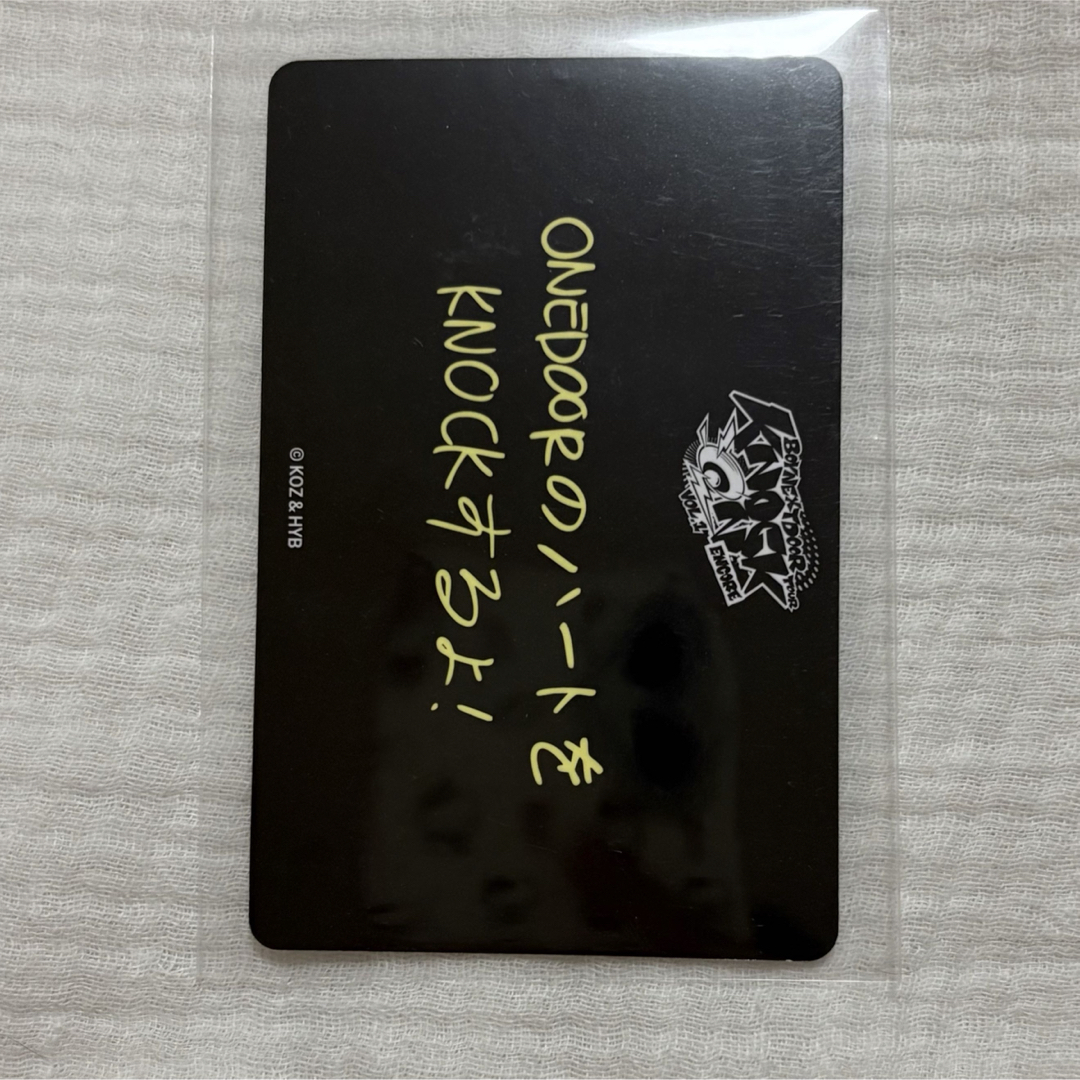 BOYNEXTDOOR TOUR
KNOCK ON
VOL.1
ENCORE
ONEDOORのハートを
KNOCKするよ!
© KOZ & HYB